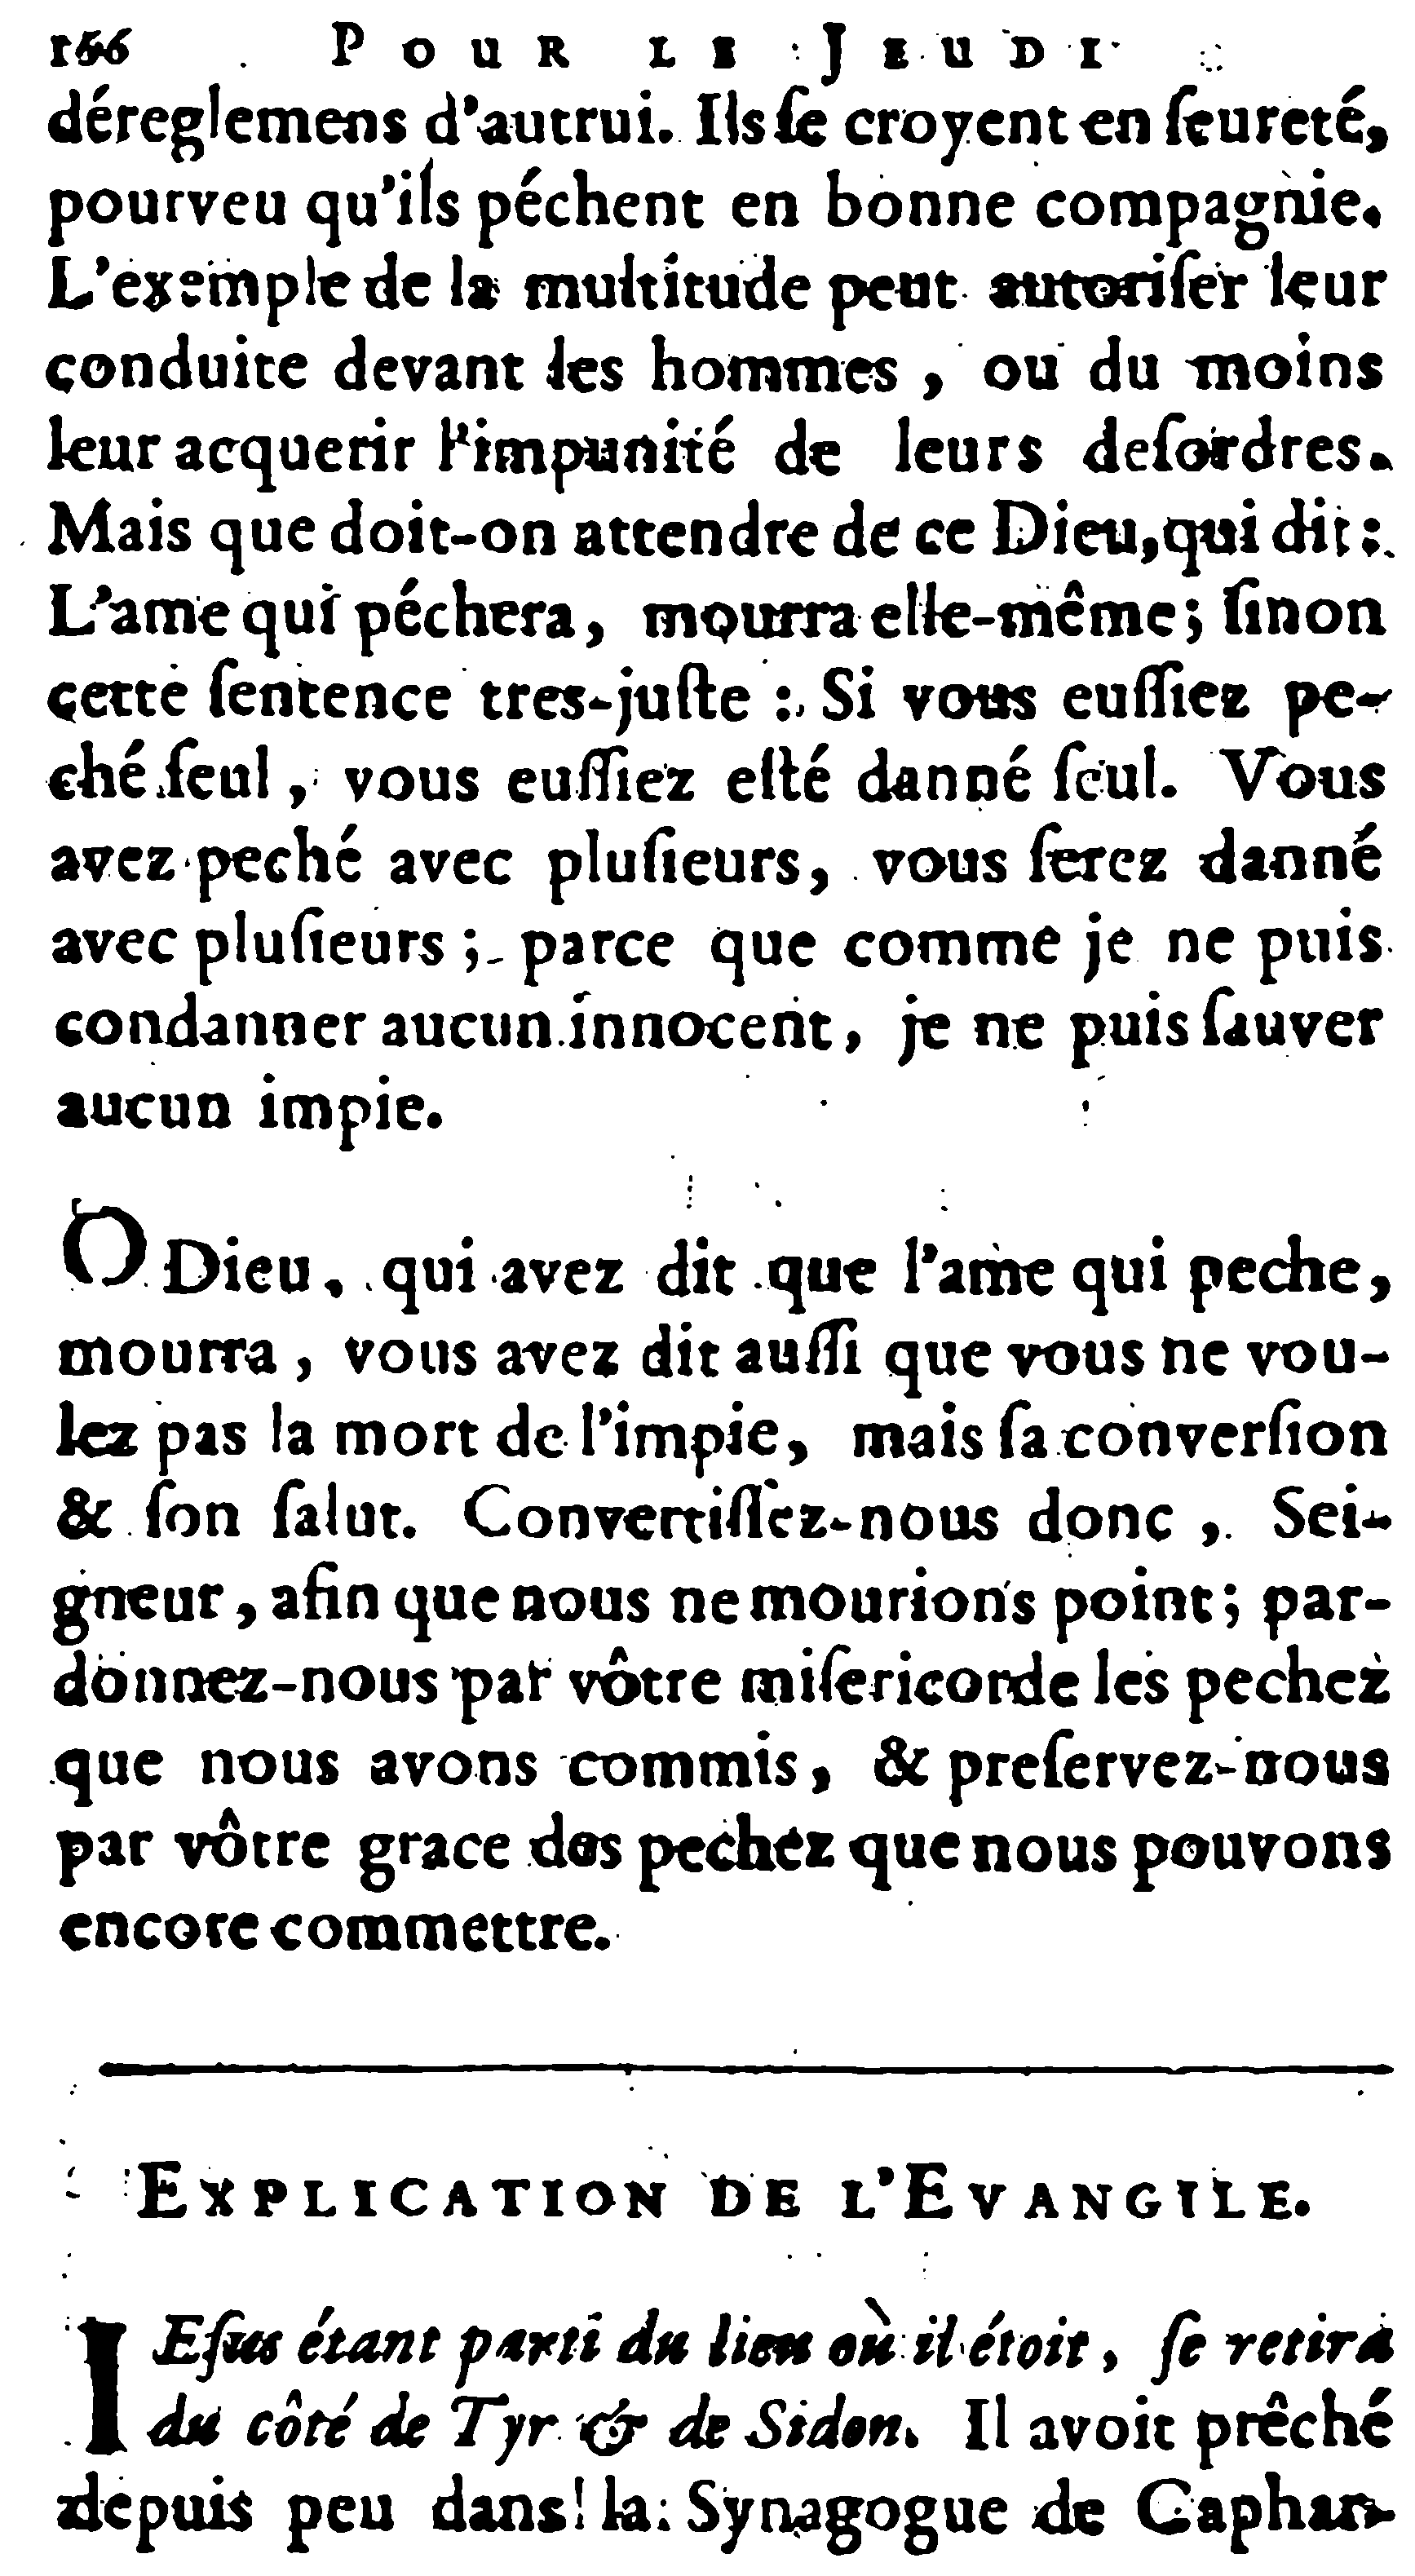 166 POUR LE JEUDI
déreglemens d'autrui. Ils ſe croyent en ſeureté,
pourveu qu'ils péchent en bonne compagnie.
L'exemple de la multitude peut autoriſer leur
conduite devant les hommes, ou du moins
leur acquerir l'impunité de leurs deſordres.
Mais que doit-on attendre de ce Dieu, qui dit:
L'ame qui péchera, mourra elle-même; ſinon
cette ſentence tres-juſte: Si vous euſſiez pe-
ché ſeul, vous euſſiez eſté danné ſeul. Vous
avez peché avec pluſieurs, vous ſerez danné
avec pluſieurs; parce que comme je ne puis
condanner aucun innocent, je ne puis ſauver
aucun impie.
O Dieu, qui avez dit que l'ame qui peche,
mourra, vous avez dit auſſi que vous ne vou-
lez pas la mort de l'impie, mais ſa converſion
& ſon ſalut. Convertiſſez-nous donc, Sei-
gneur, afin que nous ne mourions point; par-
donnez-nous par vôtre miſericorde les pechez
que nous avons commis, & preſervez-nous
par vôtre grace des pechez que nous pouvons
encore commettre.
EXPLICATION DE L'EVANGILE.
IEſus étant parti du lieu où il étoit, ſe retira
du côté de Tyr & de Sidon. Il avoit prêché
depuis peu dans la Synagogue de Caphar-